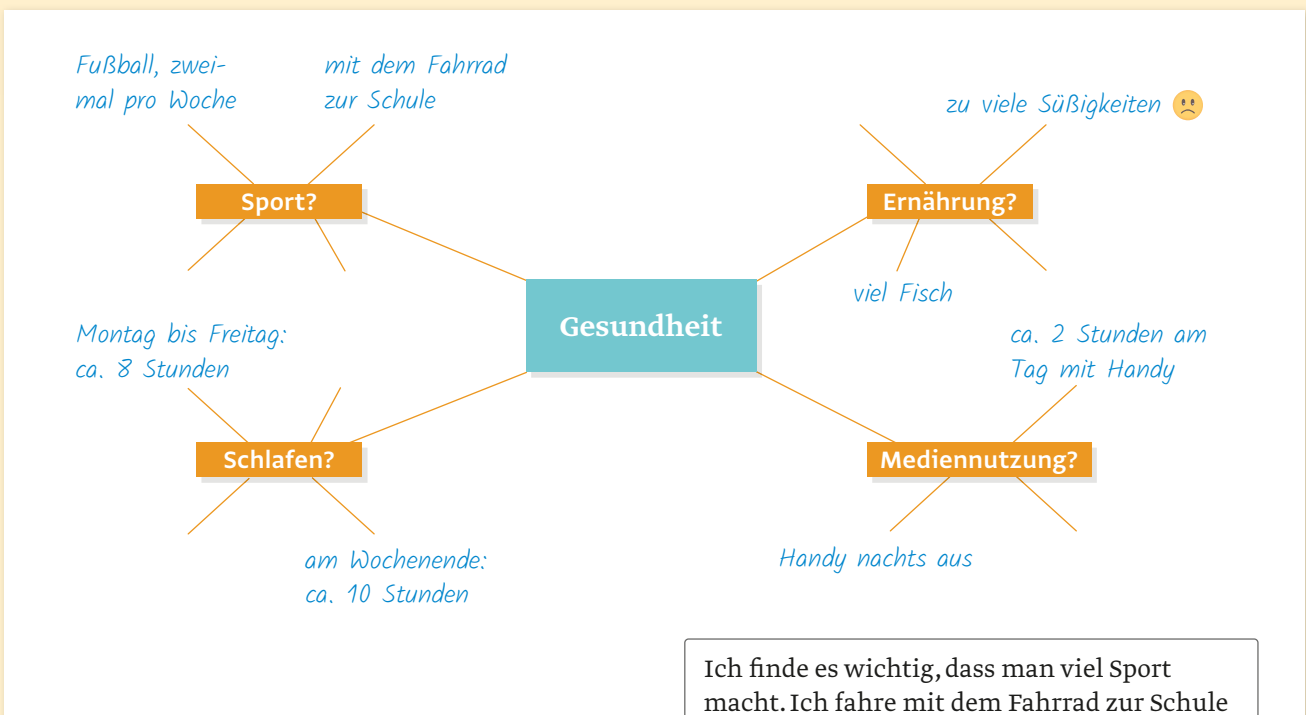 Fußball, zwei-
mal pro Woche
mit dem Fahrrad
zur Schule
zu viele Süßigkeiten
Sport?
Ernährung?
viel Fisch
Gesundheit
Montag bis Freitag:
ca. 8 Stunden
ca. 2 Stunden am
Tag mit Handy
Schlafen?
Mediennutzung?
am Wochenende:
ca. 10 Stunden
Handy nachts aus
Ich finde es wichtig, dass man viel Sport
macht. Ich fahre mit dem Fahrrad zur Schule